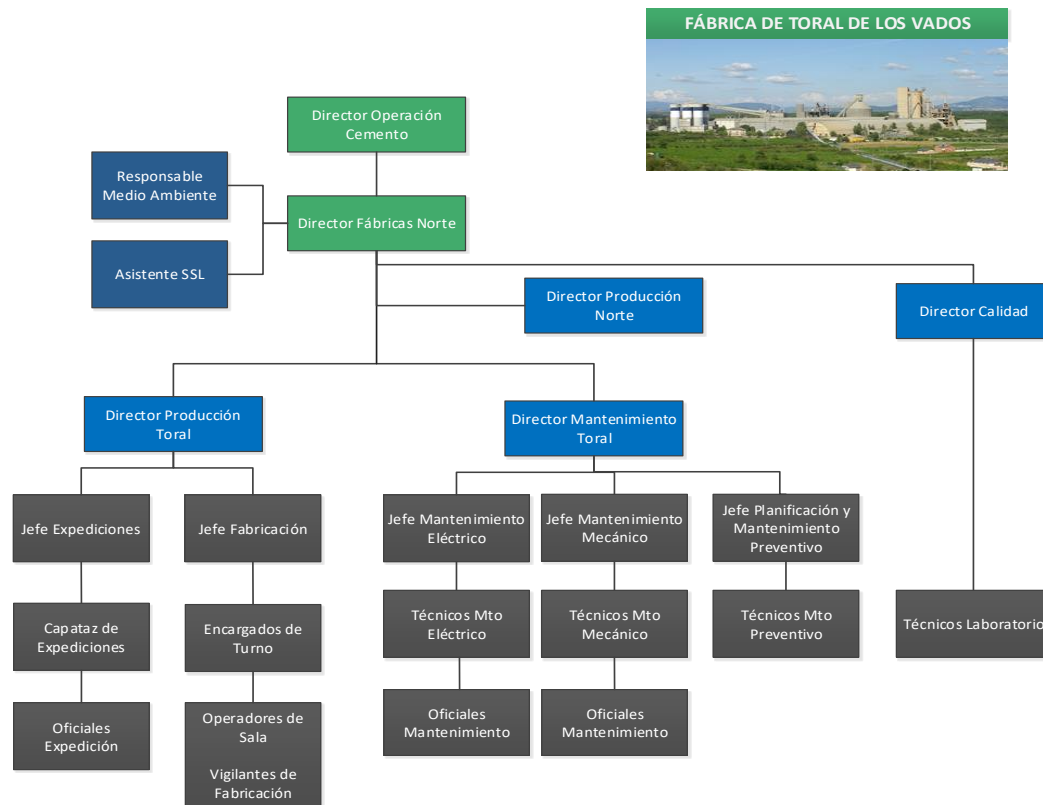 FÁBRICA DE TORAL DE LOS VADOS
Director Operación
Cemento
Responsable
Medio Ambiente
Director Fábricas Norte
Asistente SSL
Director Producción
Norte
Director Calidad
Director Producción
Toral
Director Mantenimiento
Toral
Jefe Expediciones
Jefe Fabricación
Jefe Mantenimiento
Eléctrico
Jefe Mantenimiento
Mecánico
Jefe Planificación y
Mantenimiento
Preventivo
Capataz de
Expediciones
Encargados de
Turno
Técnicos Mto
Eléctrico
Técnicos Mto
Mecánico
Técnicos Mto
Preventivo
Técnicos Laboratorio
Oficiales
Expedición
Operadores de
Sala
Vigilantes de
Fabricación
Oficiales
Mantenimiento
Oficiales
Mantenimiento